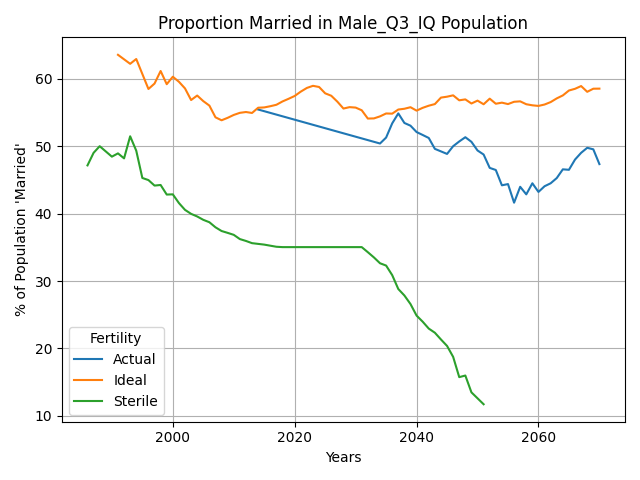 Proportion Married in Male_Q3_IQ Population
% of Population 'Married'
60
50
40
30
20
10
Fertility
Actual
Ideal
Sterile
2000
2020
2040
2060
Years